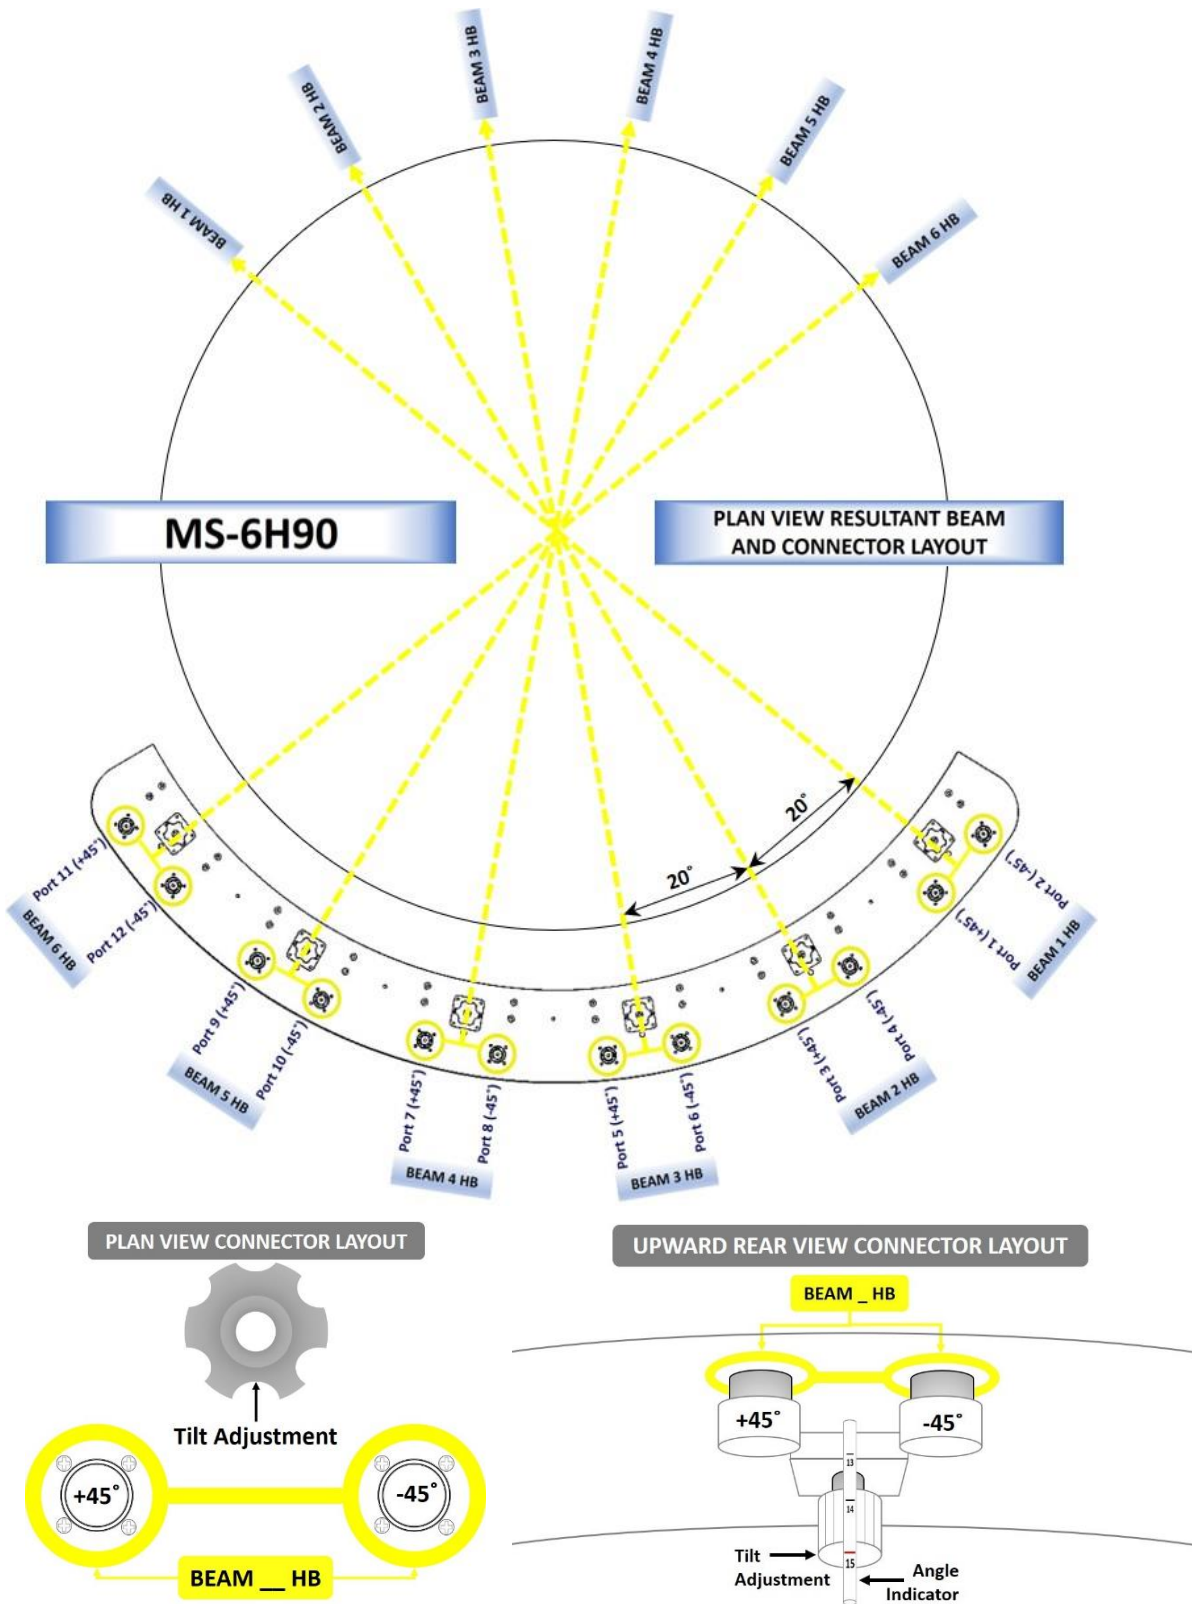 BEAM 1 HB
BEAM 2 HB
BEAM 3 HB
BEAM 4 HB
BEAM 5 HB
BEAM 6 HB
MS-6H90
PLAN VIEW RESULTANT BEAM
AND CONNECTOR LAYOUT
20°
20°
Port 11 (+45°)
Port 12 (-45°)
BEAM 6 HB
Port 9 (+45°)
Port 10 (-45°)
BEAM 5 HB
Port 7 (+45°)
Port 8 (-45°)
BEAM 4 HB
Port 5 (+45°)
Port 6 (-45°)
BEAM 3 HB
Port 3 (+45°)
Port 4 (-45°)
BEAM 2 HB
Port 1 (+45°)
Port 2 (-45°)
BEAM 1 HB
PLAN VIEW CONNECTOR LAYOUT
Tilt Adjustment
+45°
-45°
BEAM __ HB
UPWARD REAR VIEW CONNECTOR LAYOUT
BEAM _ HB
+45°
-45°
13
14
15
Tilt
Adjustment
Angle
Indicator